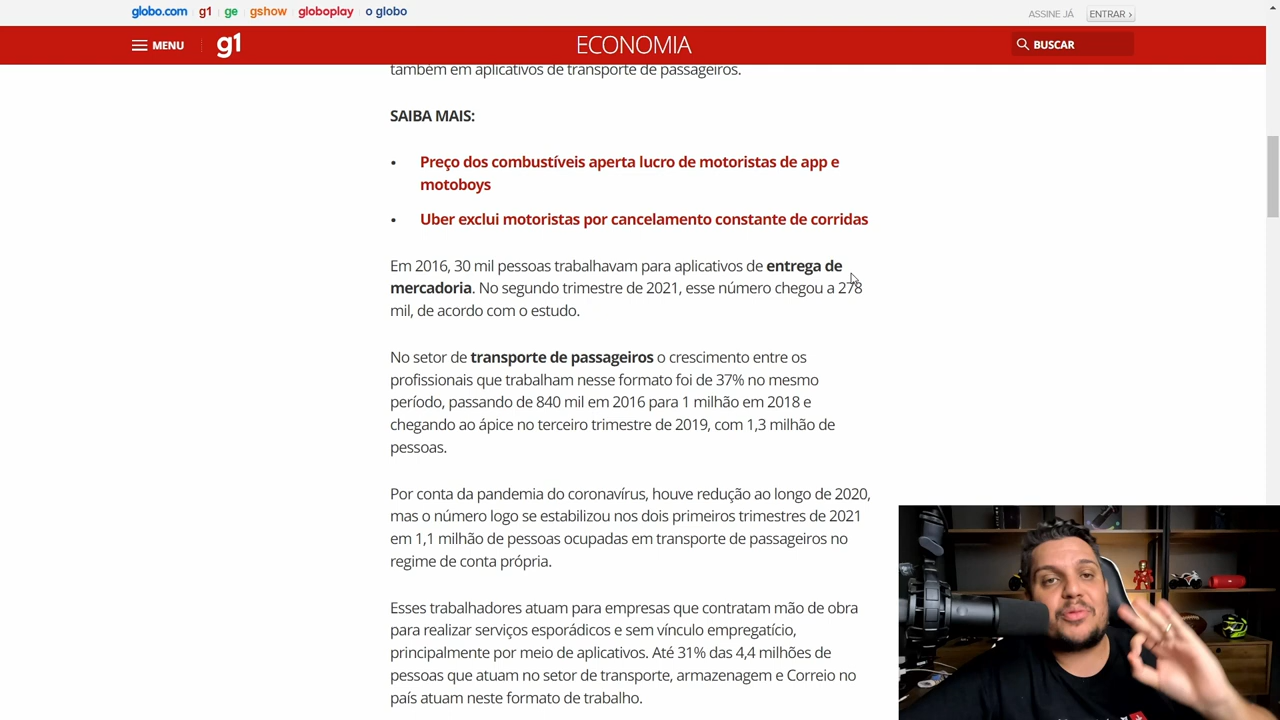 globo.com g1 ge gshow globoplay o globo
ASSINE JÁ ENTRAR ›
MENU g1 ECONOMIA BUSCAR
também em aplicativos de transporte de passageiros.
SAIBA MAIS:
• Preço dos combustíveis aperta lucro de motoristas de app e
motoboys
• Uber exclui motoristas por cancelamento constante de corridas
Em 2016, 30 mil pessoas trabalhavam para aplicativos de entrega de
mercadoria. No segundo trimestre de 2021, esse número chegou a 278
mil, de acordo com o estudo.
No setor de transporte de passageiros o crescimento entre os
profissionais que trabalham nesse formato foi de 37% no mesmo
período, passando de 840 mil em 2016 para 1 milhão em 2018 e
chegando ao ápice no terceiro trimestre de 2019, com 1,3 milhão de
pessoas.
Por conta da pandemia do coronavírus, houve redução ao longo de 2020,
mas o número logo se estabilizou nos dois primeiros trimestres de 2021
em 1,1 milhão de pessoas ocupadas em transporte de passageiros no
regime de conta própria.
Esses trabalhadores atuam para empresas que contratam mão de obra
para realizar serviços esporádicos e sem vínculo empregatício,
principalmente por meio de aplicativos. Até 31% das 4,4 milhões de
pessoas que atuam no setor de transporte, armazenagem e Correio no
país atuam neste formato de trabalho.